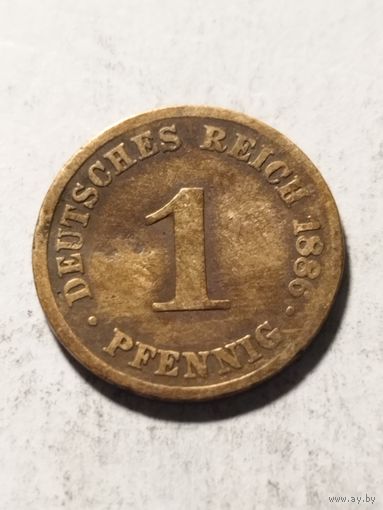 DEUTSCHES REICH 1886
1
PFENNIG
www.ay.by